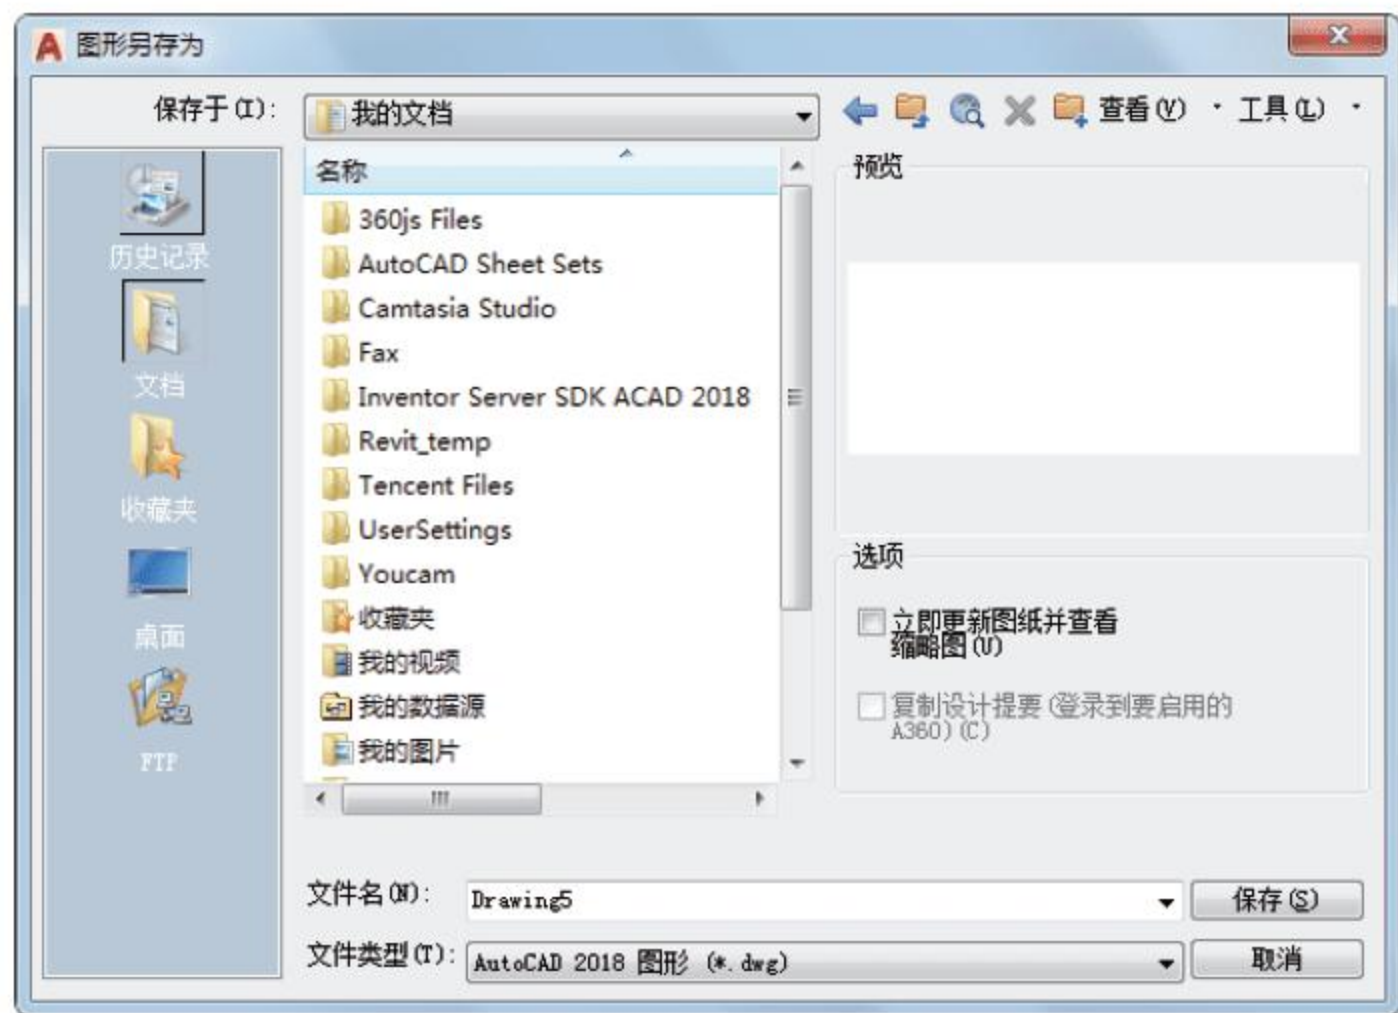 图形另存为
保存于(I):
我的文档
查看(V)
工具(L)
历史记录
文档
收藏夹
桌面
FTP
名称
360js Files
AutoCAD Sheet Sets
Camtasia Studio
Fax
Inventor Server SDK ACAD 2018
Revit_temp
Tencent Files
UserSettings
Youcam
收藏夹
我的视频
我的数据源
我的图片
预览
选项
立即更新图纸并查看
缩略图(U)
复制设计提要(登录到要启用的
A360)(C)
文件名(N):
Drawing5
保存(S)
文件类型(T):
AutoCAD 2018 图形 (*.dwg)
取消